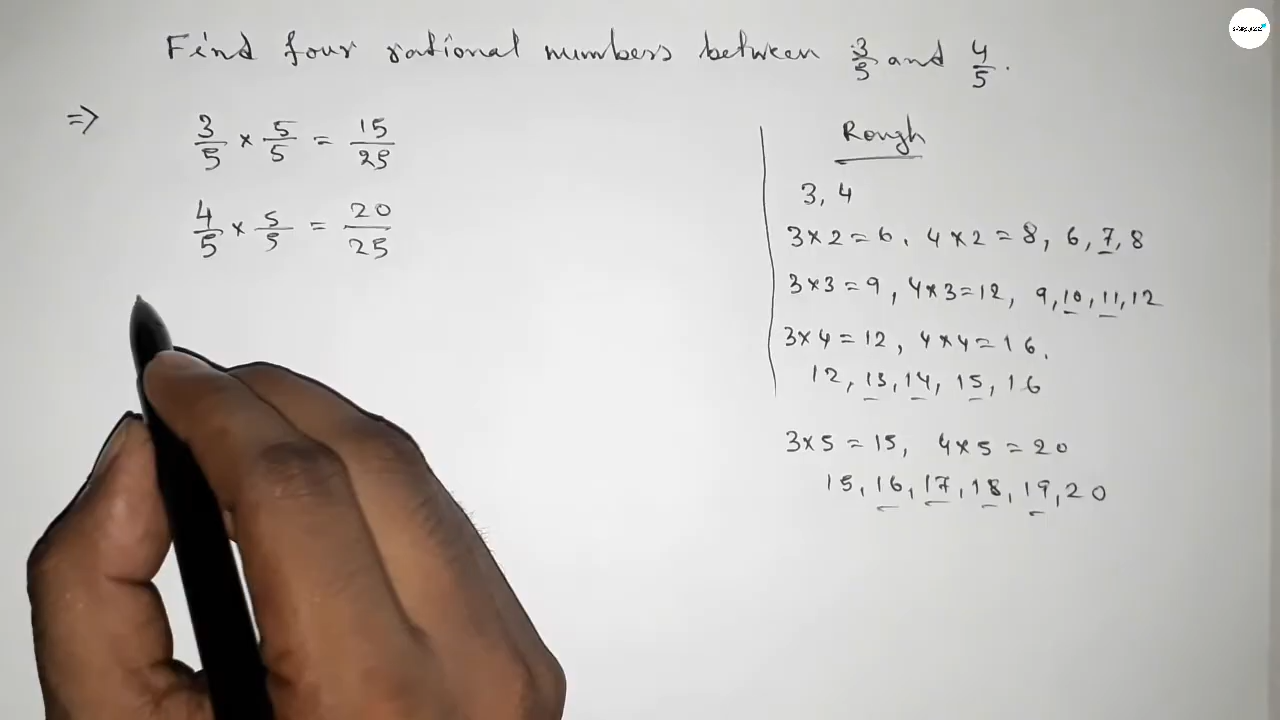 Find four rational numbers between 3/5 and 4/5.
=> 3/5 × 5/5 = 15/25
4/5 × 5/5 = 20/25
Rough
3, 4
3×2=6, 4×2=8, 6, 7, 8
3×3=9, 4×3=12, 9, 10, 11, 12
3×4=12, 4×4=16.
12, 13, 14, 15, 16
3×5=15, 4×5=20
15, 16, 17, 18, 19, 20